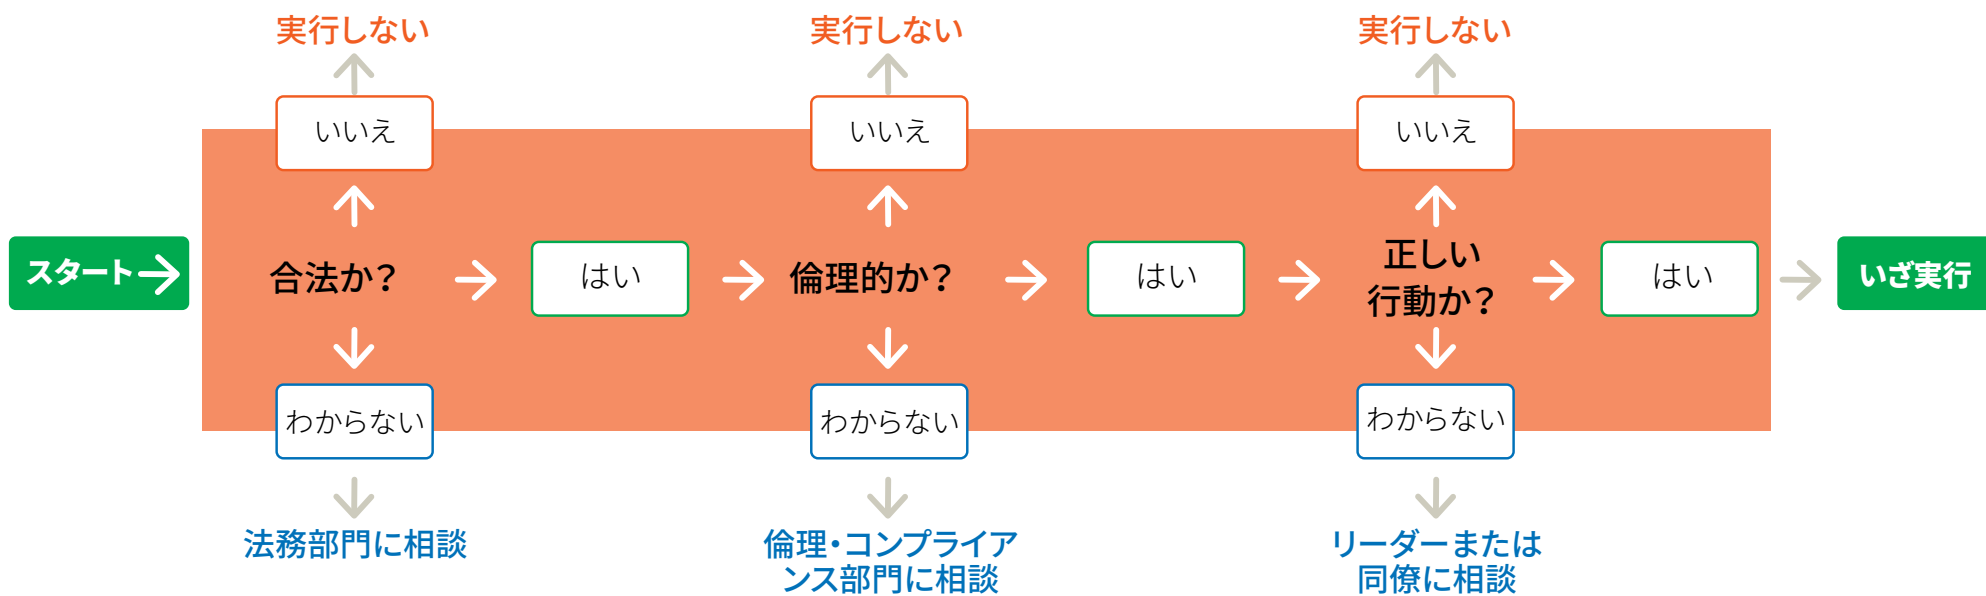 実行しない
実行しない
実行しない
いいえ
いいえ
いいえ
スタート
合法か？
はい
倫理的か？
はい
正しい
行動か？
はい
いざ実行
わからない
わからない
わからない
法務部門に相談
倫理・コンプライア
ンス部門に相談
リーダーまたは
同僚に相談